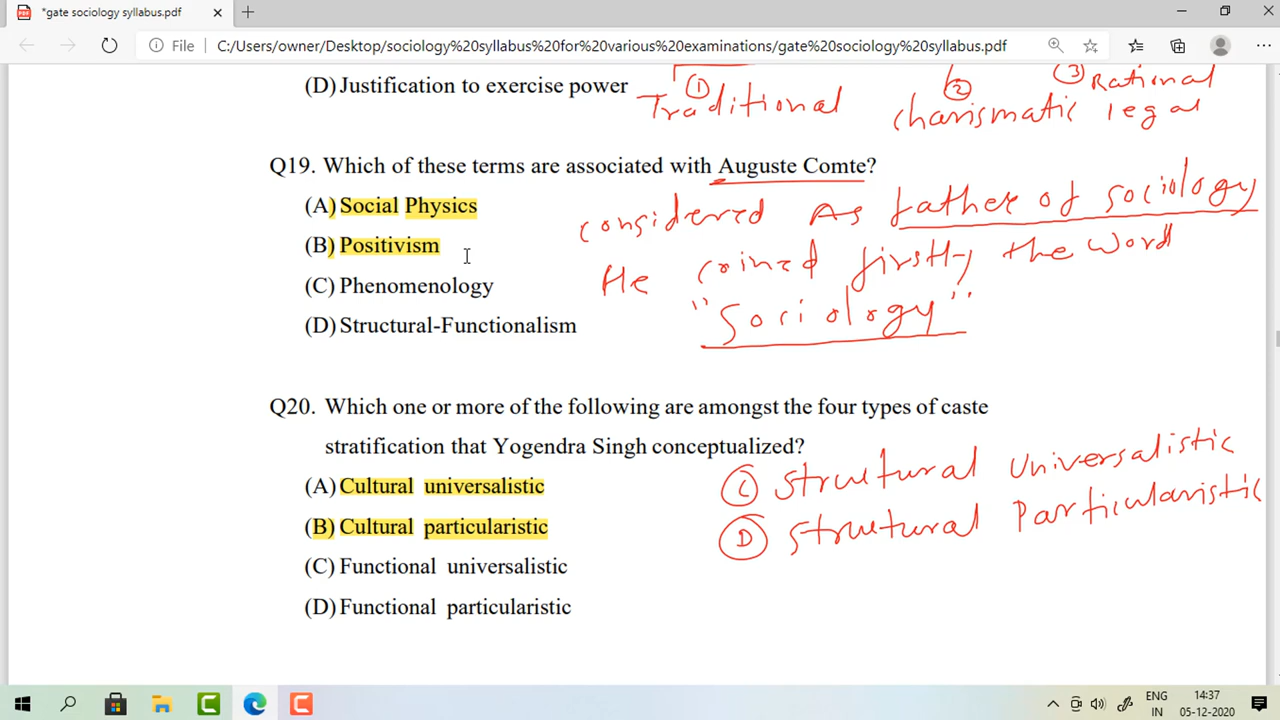 *gate sociology syllabus.pdf
File C:/Users/owner/Desktop/sociology%20syllabus%20for%20various%20examinations/gate%20sociology%20syllabus.pdf
(D) Justification to exercise power
① Traditional
② charismatic
③ Rational legal
Q19. Which of these terms are associated with Auguste Comte?
(A) Social Physics
(B) Positivism
(C) Phenomenology
(D) Structural-Functionalism
considered As father of sociology
He coined firstly the word
"Sociology"
Q20. Which one or more of the following are amongst the four types of caste
stratification that Yogendra Singh conceptualized?
(A) Cultural universalistic
(B) Cultural particularistic
(C) Functional universalistic
(D) Functional particularistic
Ⓒ Structural Universalistic
Ⓓ Structural Particularistic
ENG
IN
14:37
05-12-2020